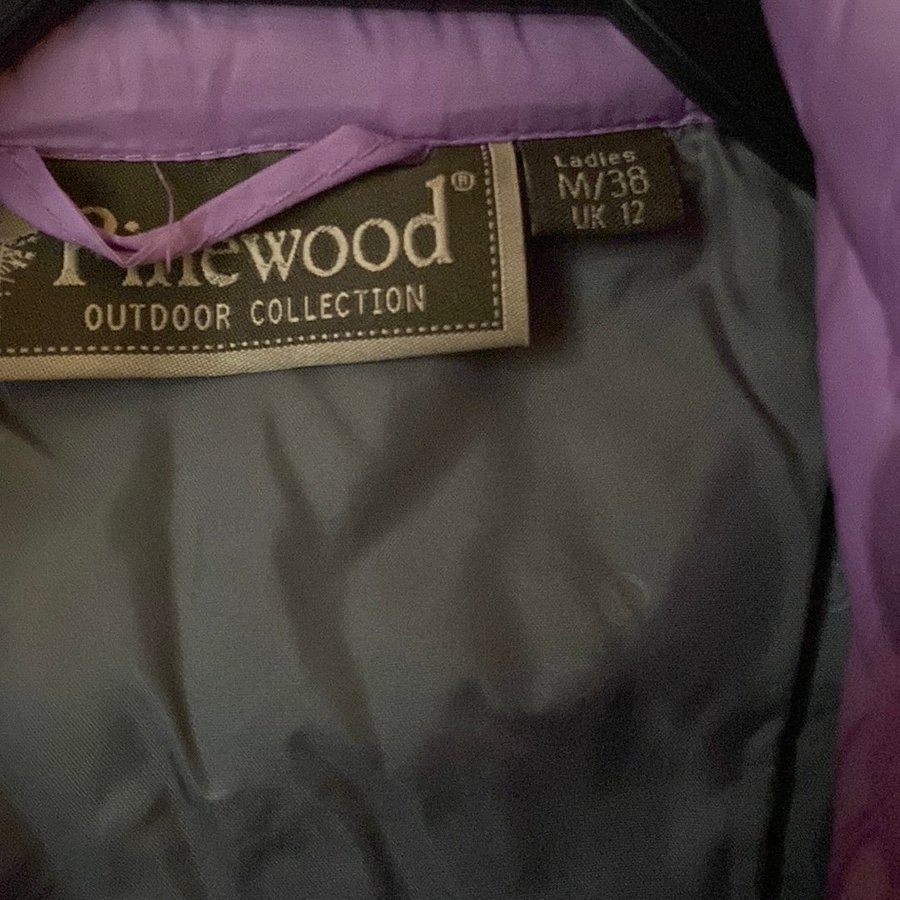 Pinewood®
OUTDOOR COLLECTION
Ladies
M/38
UK 12